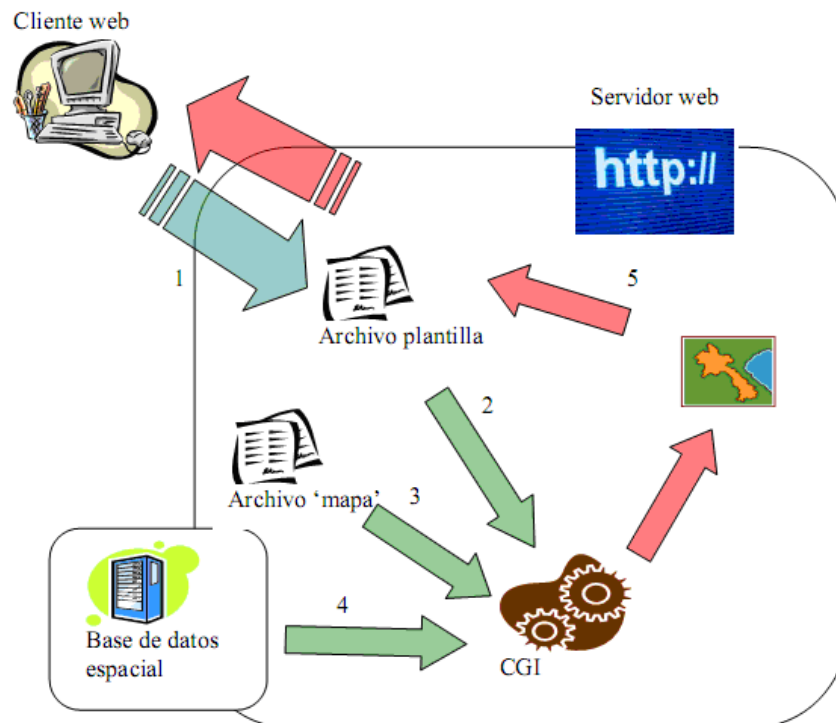 Cliente web
Servidor web
http://
1
5
Archivo plantilla
2
Archivo ‘mapa’
3
4
Base de datos
espacial
CGI